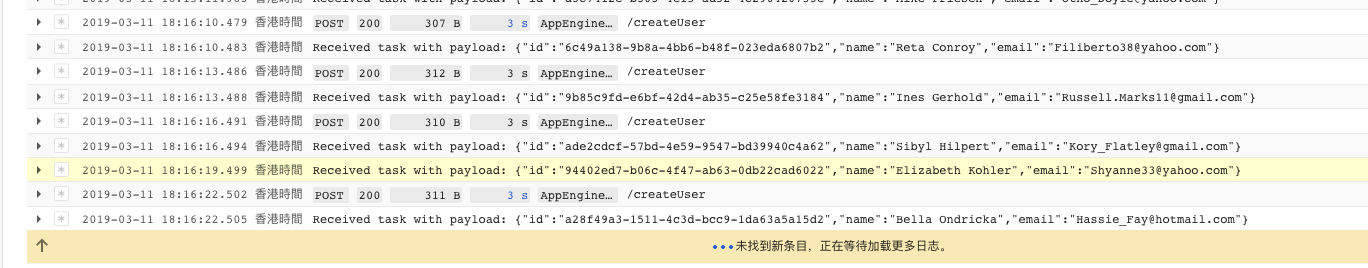 2019-03-11 18:16:10.479 香港時間 POST 200 307 B 3 s AppEngine… /createUser
2019-03-11 18:16:10.483 香港時間 Received task with payload: {"id":"6c49a138-9b8a-4bb6-b48f-023eda6807b2","name":"Reta Conroy","email":"Filiberto38@yahoo.com"}
2019-03-11 18:16:13.486 香港時間 POST 200 312 B 3 s AppEngine… /createUser
2019-03-11 18:16:13.488 香港時間 Received task with payload: {"id":"9b85c9fd-e6bf-42d4-ab35-c25e58fe3184","name":"Ines Gerhold","email":"Russell.Marks11@gmail.com"}
2019-03-11 18:16:16.491 香港時間 POST 200 310 B 3 s AppEngine… /createUser
2019-03-11 18:16:16.494 香港時間 Received task with payload: {"id":"ade2cdcf-57bd-4e59-9547-bd39940c4a62","name":"Sibyl Hilpert","email":"Kory_Flatley@gmail.com"}
2019-03-11 18:16:19.499 香港時間 Received task with payload: {"id":"94402ed7-b06c-4f47-ab63-0db22cad6022","name":"Elizabeth Kohler","email":"Shyanne33@yahoo.com"}
2019-03-11 18:16:22.502 香港時間 POST 200 311 B 3 s AppEngine… /createUser
2019-03-11 18:16:22.505 香港時間 Received task with payload: {"id":"a28f49a3-1511-4c3d-bcc9-1da63a5a15d2","name":"Bella Ondricka","email":"Hassie_Fay@hotmail.com"}
未找到新条目，正在等待加载更多日志。